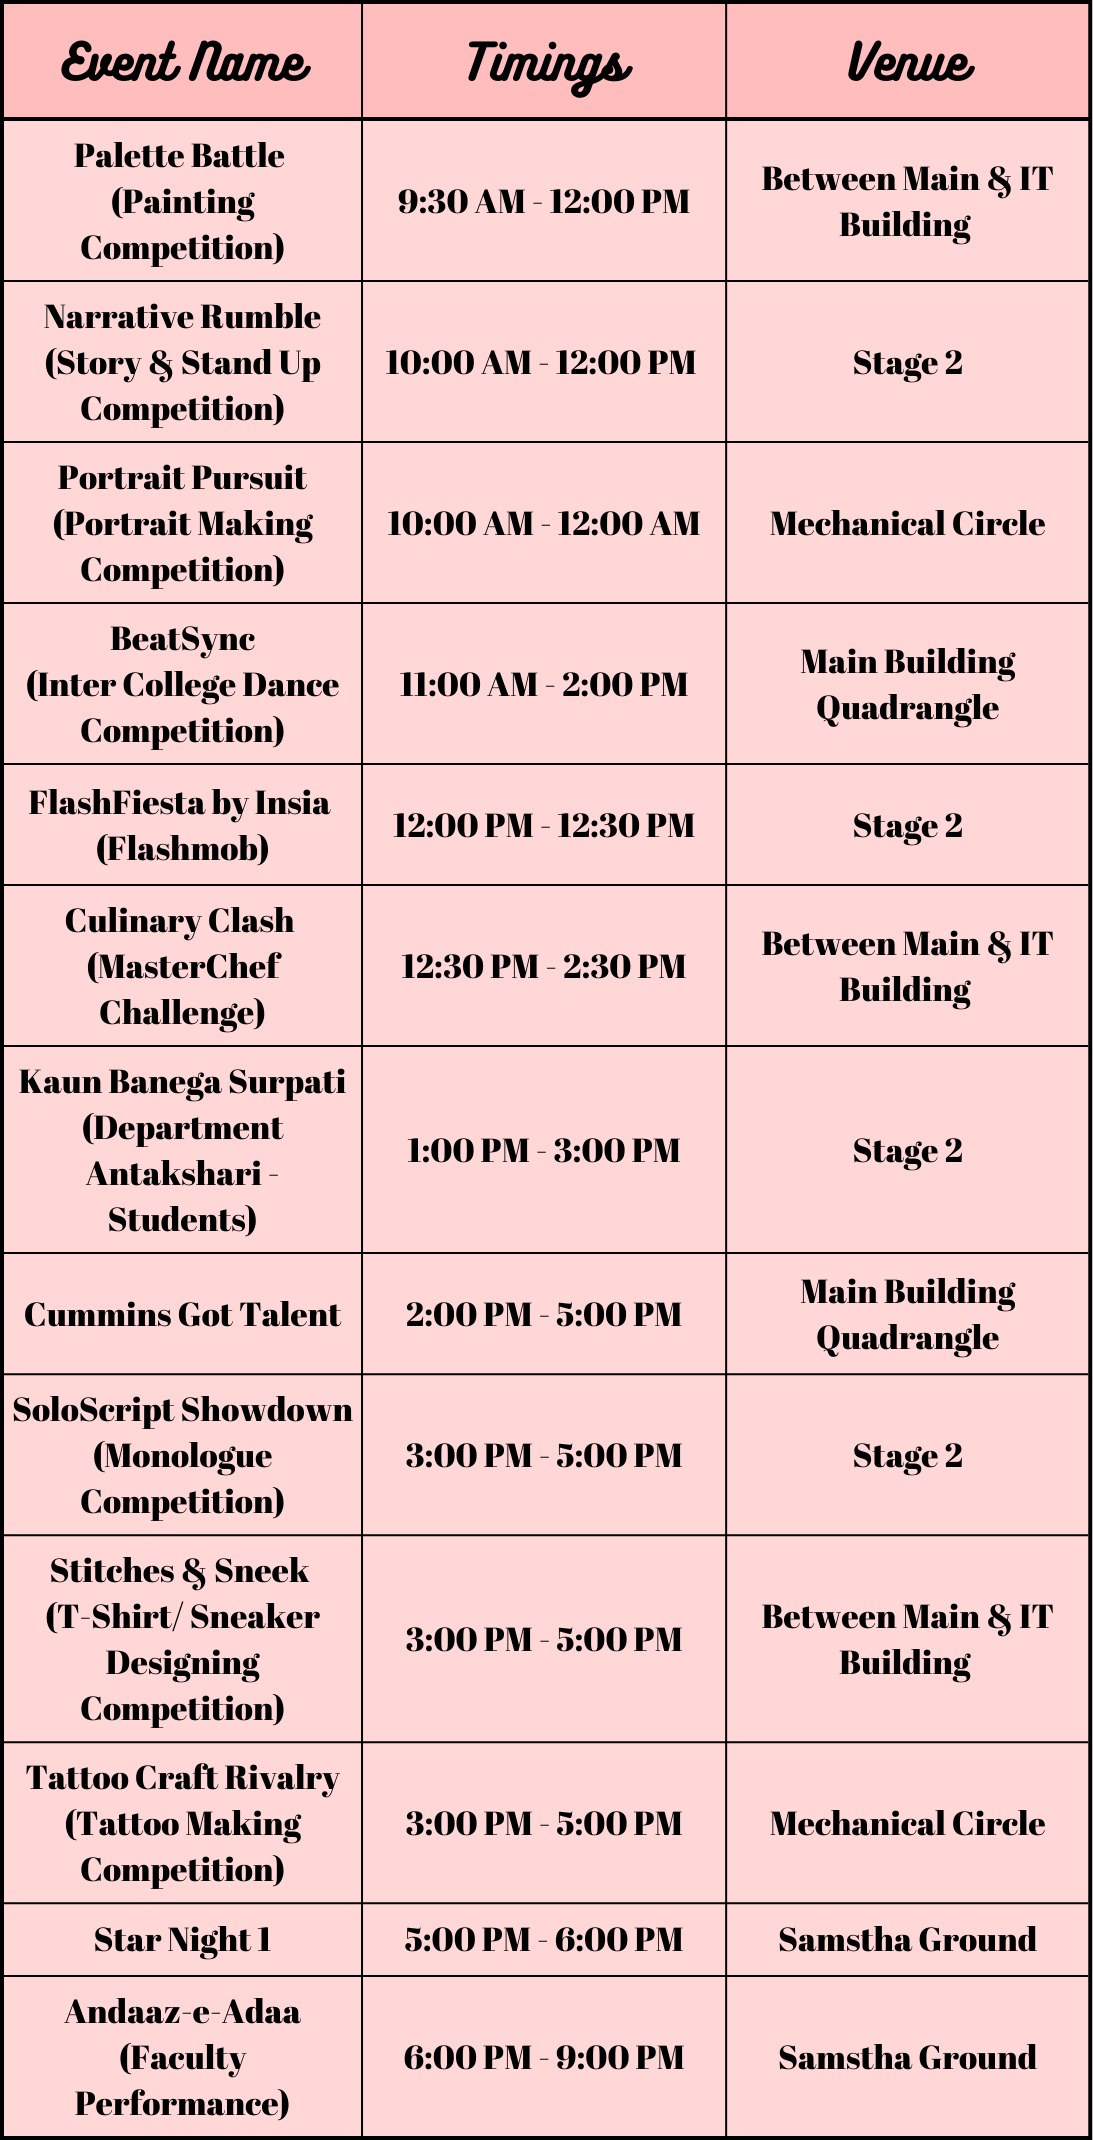 Event Name
Timings
Venue
Palette Battle
(Painting
Competition)
9:30 AM - 12:00 PM
Between Main & IT
Building
Narrative Rumble
(Story & Stand Up
Competition)
10:00 AM - 12:00 PM
Stage 2
Portrait Pursuit
(Portrait Making
Competition)
10:00 AM - 12:00 AM
Mechanical Circle
BeatSync
(Inter College Dance
Competition)
11:00 AM - 2:00 PM
Main Building
Quadrangle
FlashFiesta by Insia
(Flashmob)
12:00 PM - 12:30 PM
Stage 2
Culinary Clash
(MasterChef
Challenge)
12:30 PM - 2:30 PM
Between Main & IT
Building
Kaun Banega Surpati
(Department
Antakshari -
Students)
1:00 PM - 3:00 PM
Stage 2
Cummins Got Talent
2:00 PM - 5:00 PM
Main Building
Quadrangle
SoloScript Showdown
(Monologue
Competition)
3:00 PM - 5:00 PM
Stage 2
Stitches & Sneek
(T-Shirt/ Sneaker
Designing
Competition)
3:00 PM - 5:00 PM
Between Main & IT
Building
Tattoo Craft Rivalry
(Tattoo Making
Competition)
3:00 PM - 5:00 PM
Mechanical Circle
Star Night 1
5:00 PM - 6:00 PM
Samstha Ground
Andaaz-e-Adaa
(Faculty
Performance)
6:00 PM - 9:00 PM
Samstha Ground